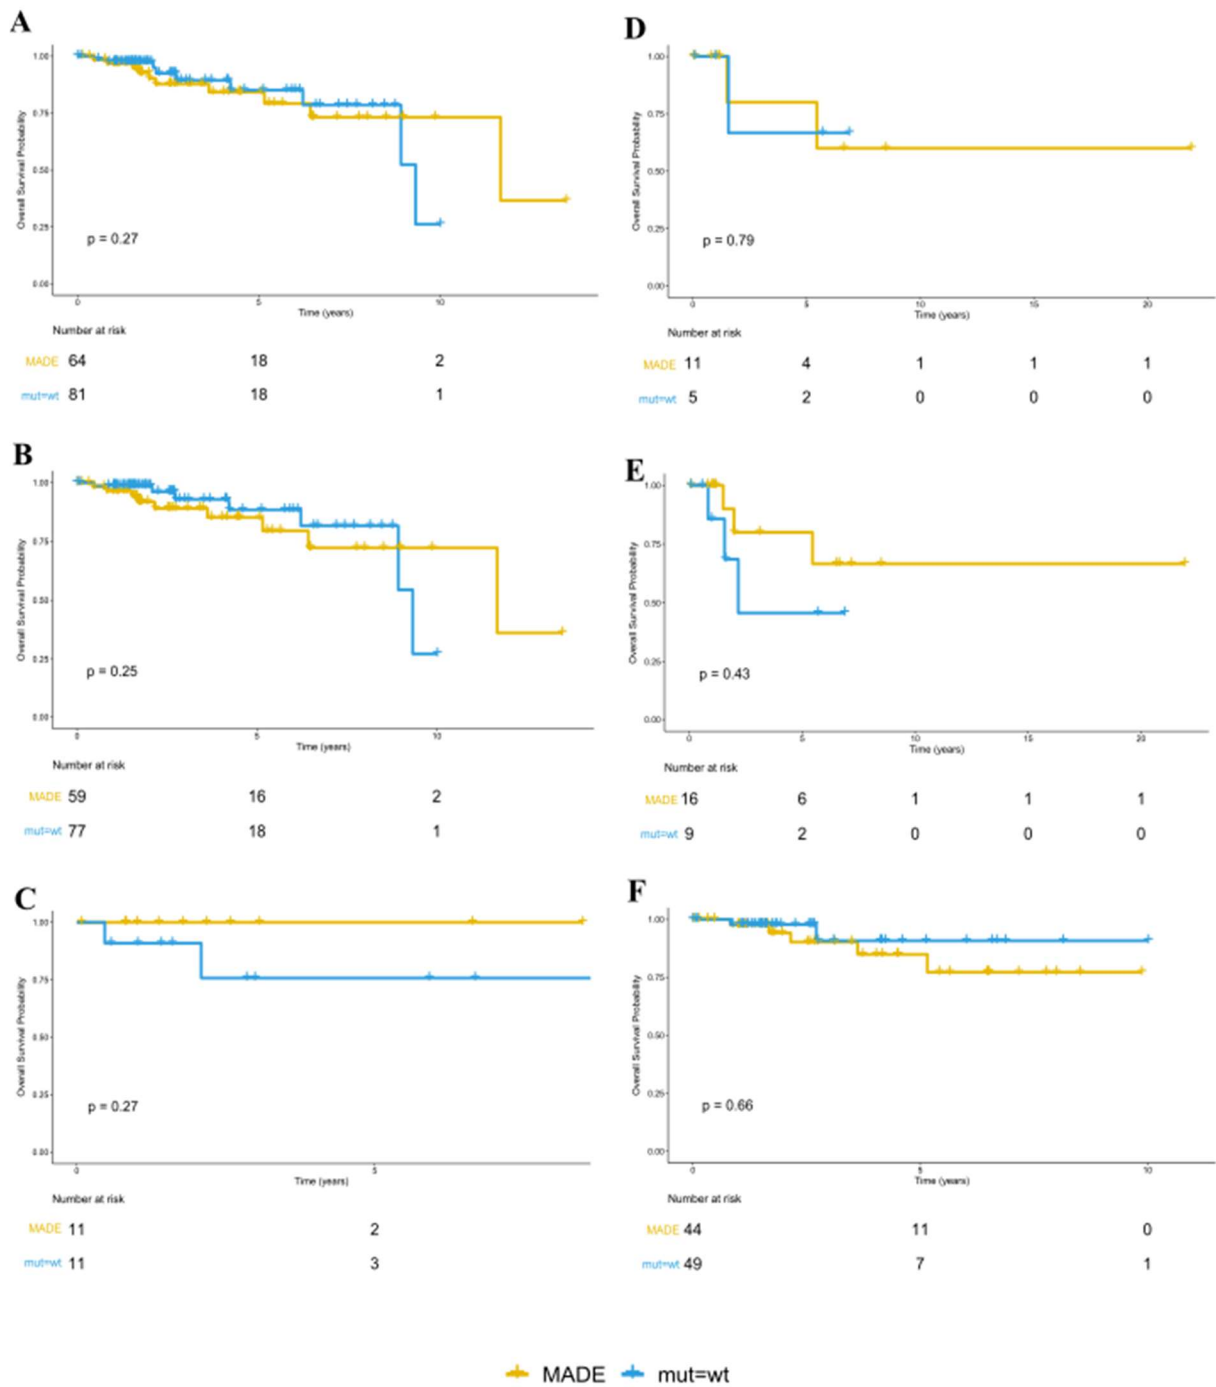 A
Overall Survival Probability
1.00
0.75
0.50
0.25
0.00
p = 0.27
0 5 10
Time (years)
Number at risk
MADE 64 18 2
mut=wt 81 18 1
B
Overall Survival Probability
1.00
0.75
0.50
0.25
0.00
p = 0.25
0 5 10
Time (years)
Number at risk
MADE 59 16 2
mut=wt 77 18 1
C
Overall Survival Probability
1.00
0.75
0.50
0.25
0.00
p = 0.27
0 5
Time (years)
Number at risk
MADE 11 2
mut=wt 11 3
D
Overall Survival Probability
1.00
0.75
0.50
0.25
0.00
p = 0.79
0 5 10 15 20
Time (years)
Number at risk
MADE 11 4 1 1 1
mut=wt 5 2 0 0 0
E
Overall Survival Probability
1.00
0.75
0.50
0.25
0.00
p = 0.43
0 5 10 15 20
Time (years)
Number at risk
MADE 16 6 1 1 1
mut=wt 9 2 0 0 0
F
Overall Survival Probability
1.00
0.75
0.50
0.25
0.00
p = 0.66
0 5 10
Time (years)
Number at risk
MADE 44 11 0
mut=wt 49 7 1
MADE mut=wt